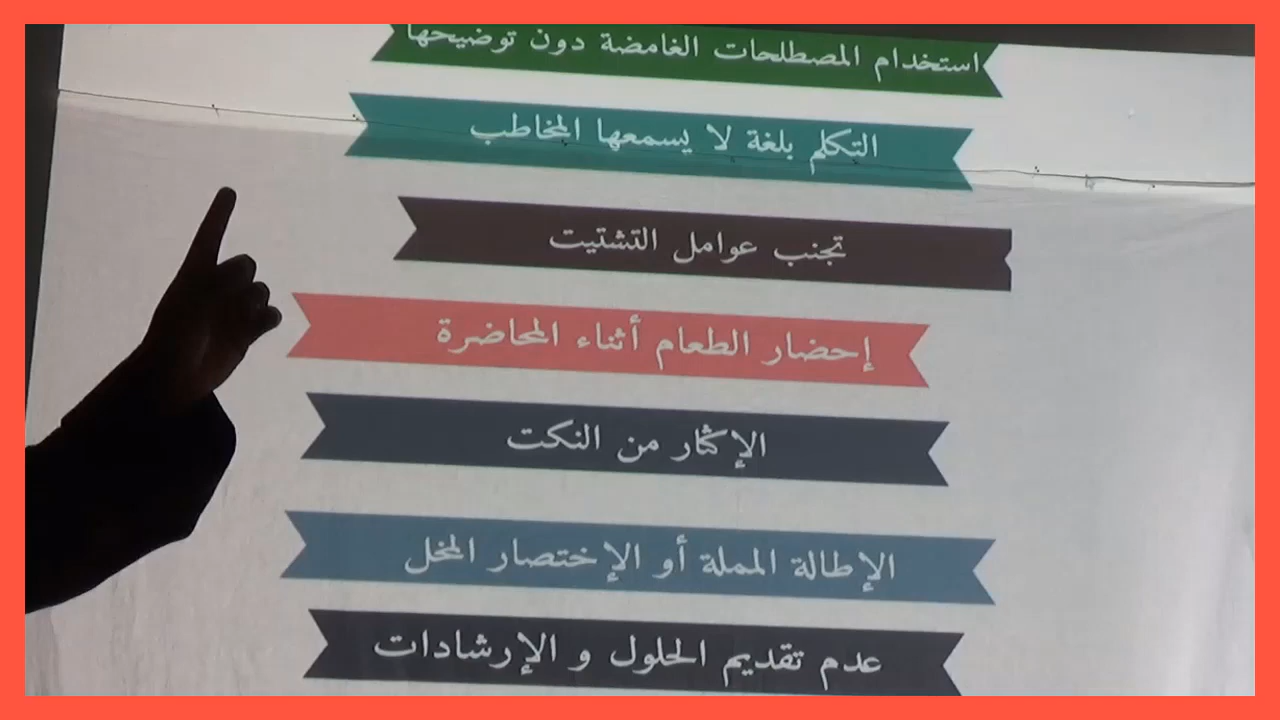 استخدام المصطلحات الغامضة دون توضيحها
التكلم بلغة لا يسمعها المخاطب
تجنب عوامل التشتيت
إحضار الطعام أثناء المحاضرة
الإكثار من النكت
الإطالة المملة أو الإختصار المخل
عدم تقديم الحلول و الإرشادات